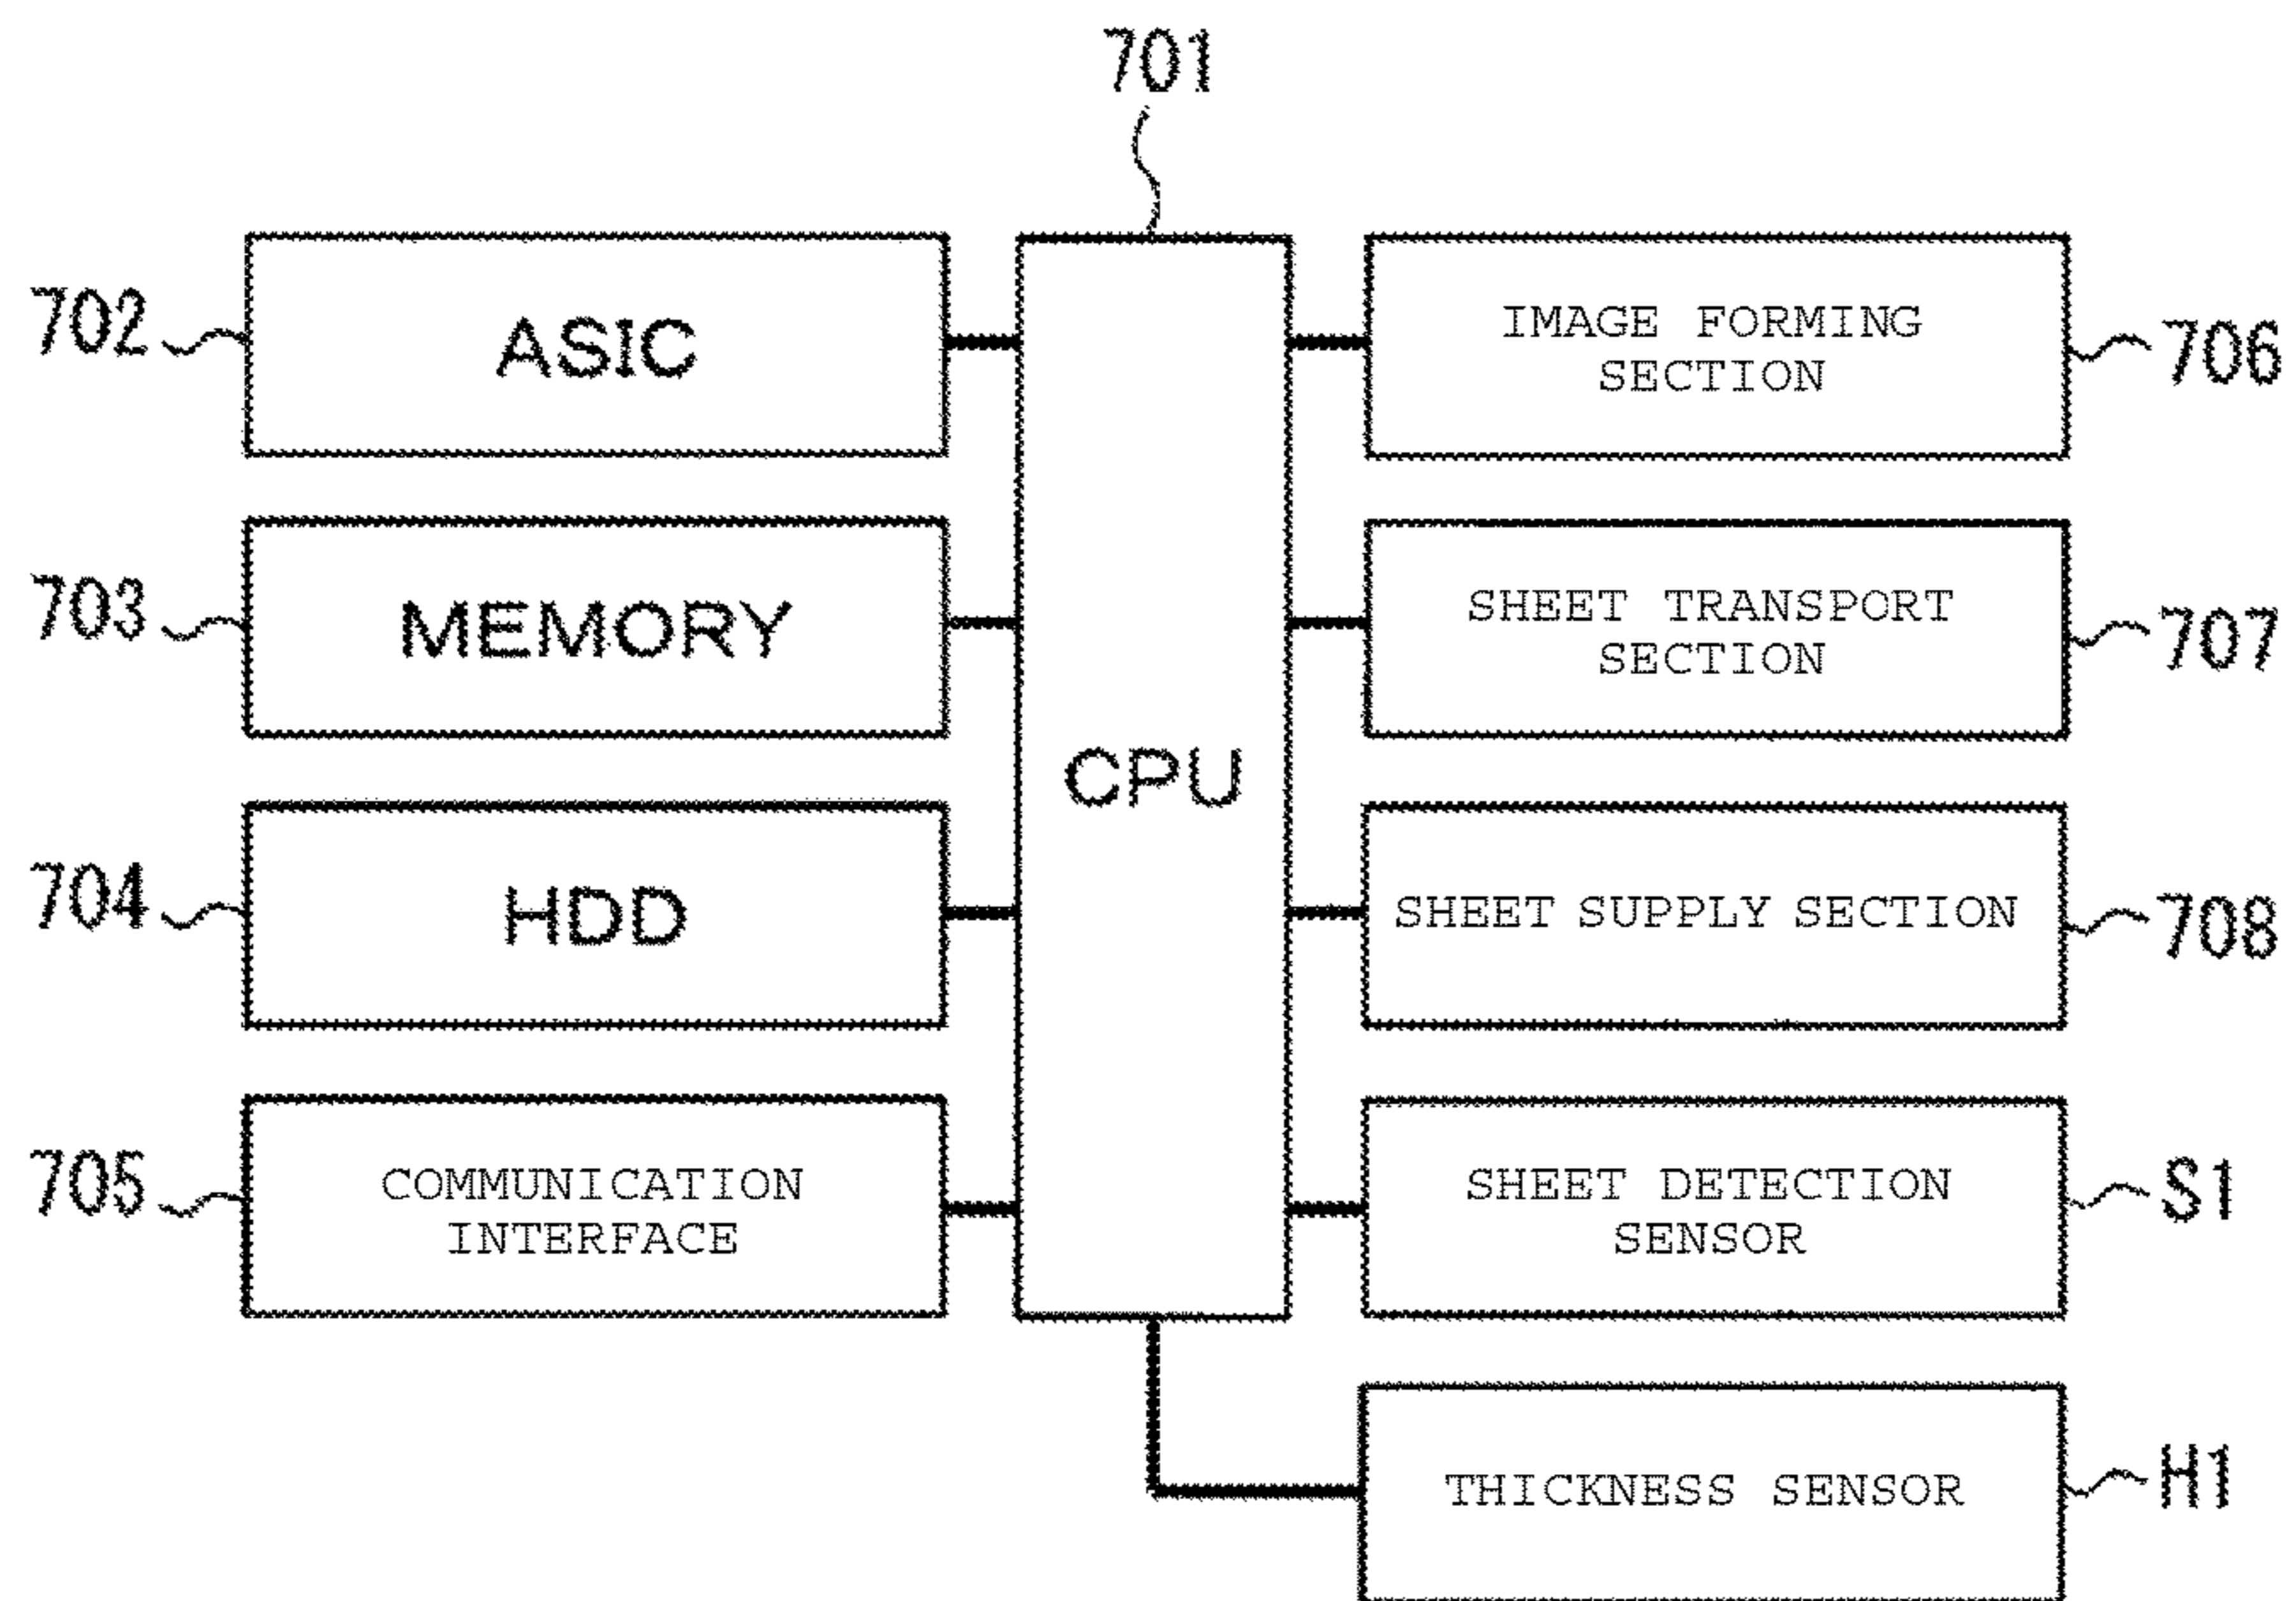 701
702
ASIC
IMAGE FORMING
SECTION
706
703
MEMORY
SHEET TRANSPORT
SECTION
707
CPU
704
HDD
SHEET SUPPLY SECTION
708
705
COMMUNICATION
INTERFACE
SHEET DETECTION
SENSOR
S1
THICKNESS SENSOR
H1